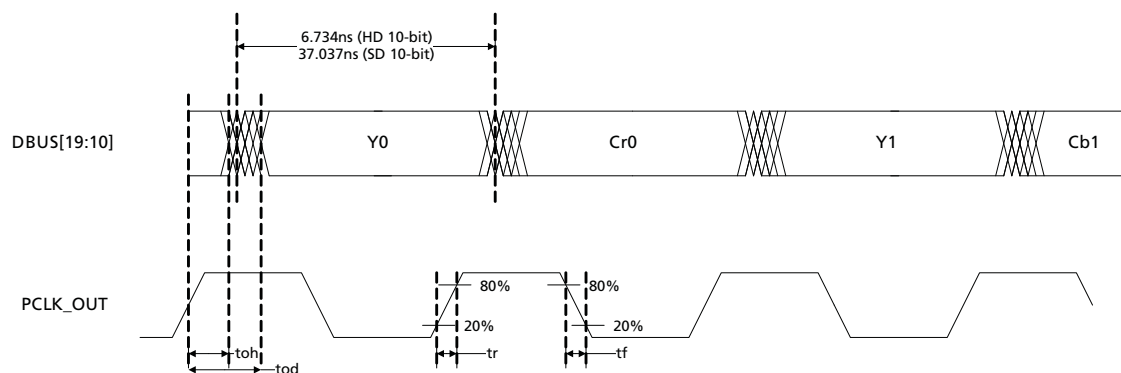 6.734ns (HD 10-bit)
37.037ns (SD 10-bit)
DBUS[19:10]
Y0
Cr0
Y1
Cb1
PCLK_OUT
80%
80%
20%
20%
toh
tr
tf
tod